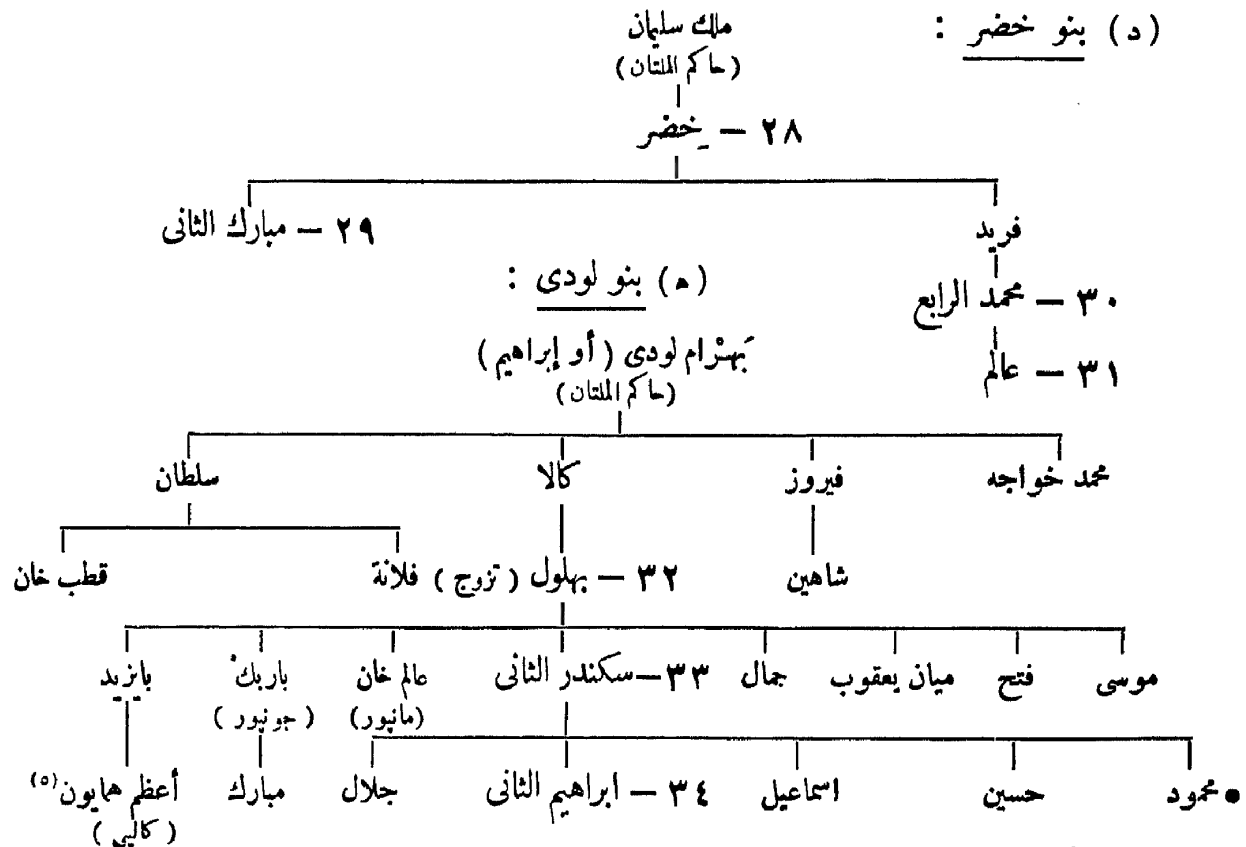 (د) بنو خضر :
ملك سليمان
(حاكم الملتان)
٢٨ — خِضر
فريد
٢٩ — مبارك الثانى
٣٠ — محمد الرابع
٣١ — عالم
(ه) بنو لودى :
بَهْرام لودى (أو إبراهيم)
(حاكم الملتان)
محمد خواجه فيروز كالا سلطان
شاهين ٣٢ — بهلول (تزوج) فلانة قطب خان
موسى فتح ميان يعقوب جمال ٣٣ — سكندر الثانى عالم خان باربكْ بايزيد
(مانپور) (جونپور)
• محمود حسين اسماعيل ٣٤ — ابراهيم الثانى جلال مبارك أعظم همايون (٥)
(كالپى)